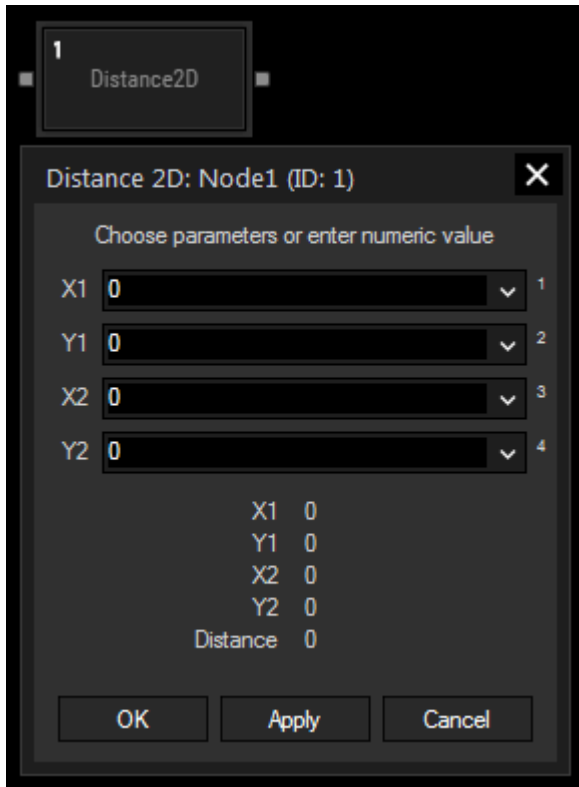 1
Distance2D
Distance 2D: Node1 (ID: 1)
Choose parameters or enter numeric value
X1 0 1
Y1 0 2
X2 0 3
Y2 0 4
X1 0
Y1 0
X2 0
Y2 0
Distance 0
OK Apply Cancel